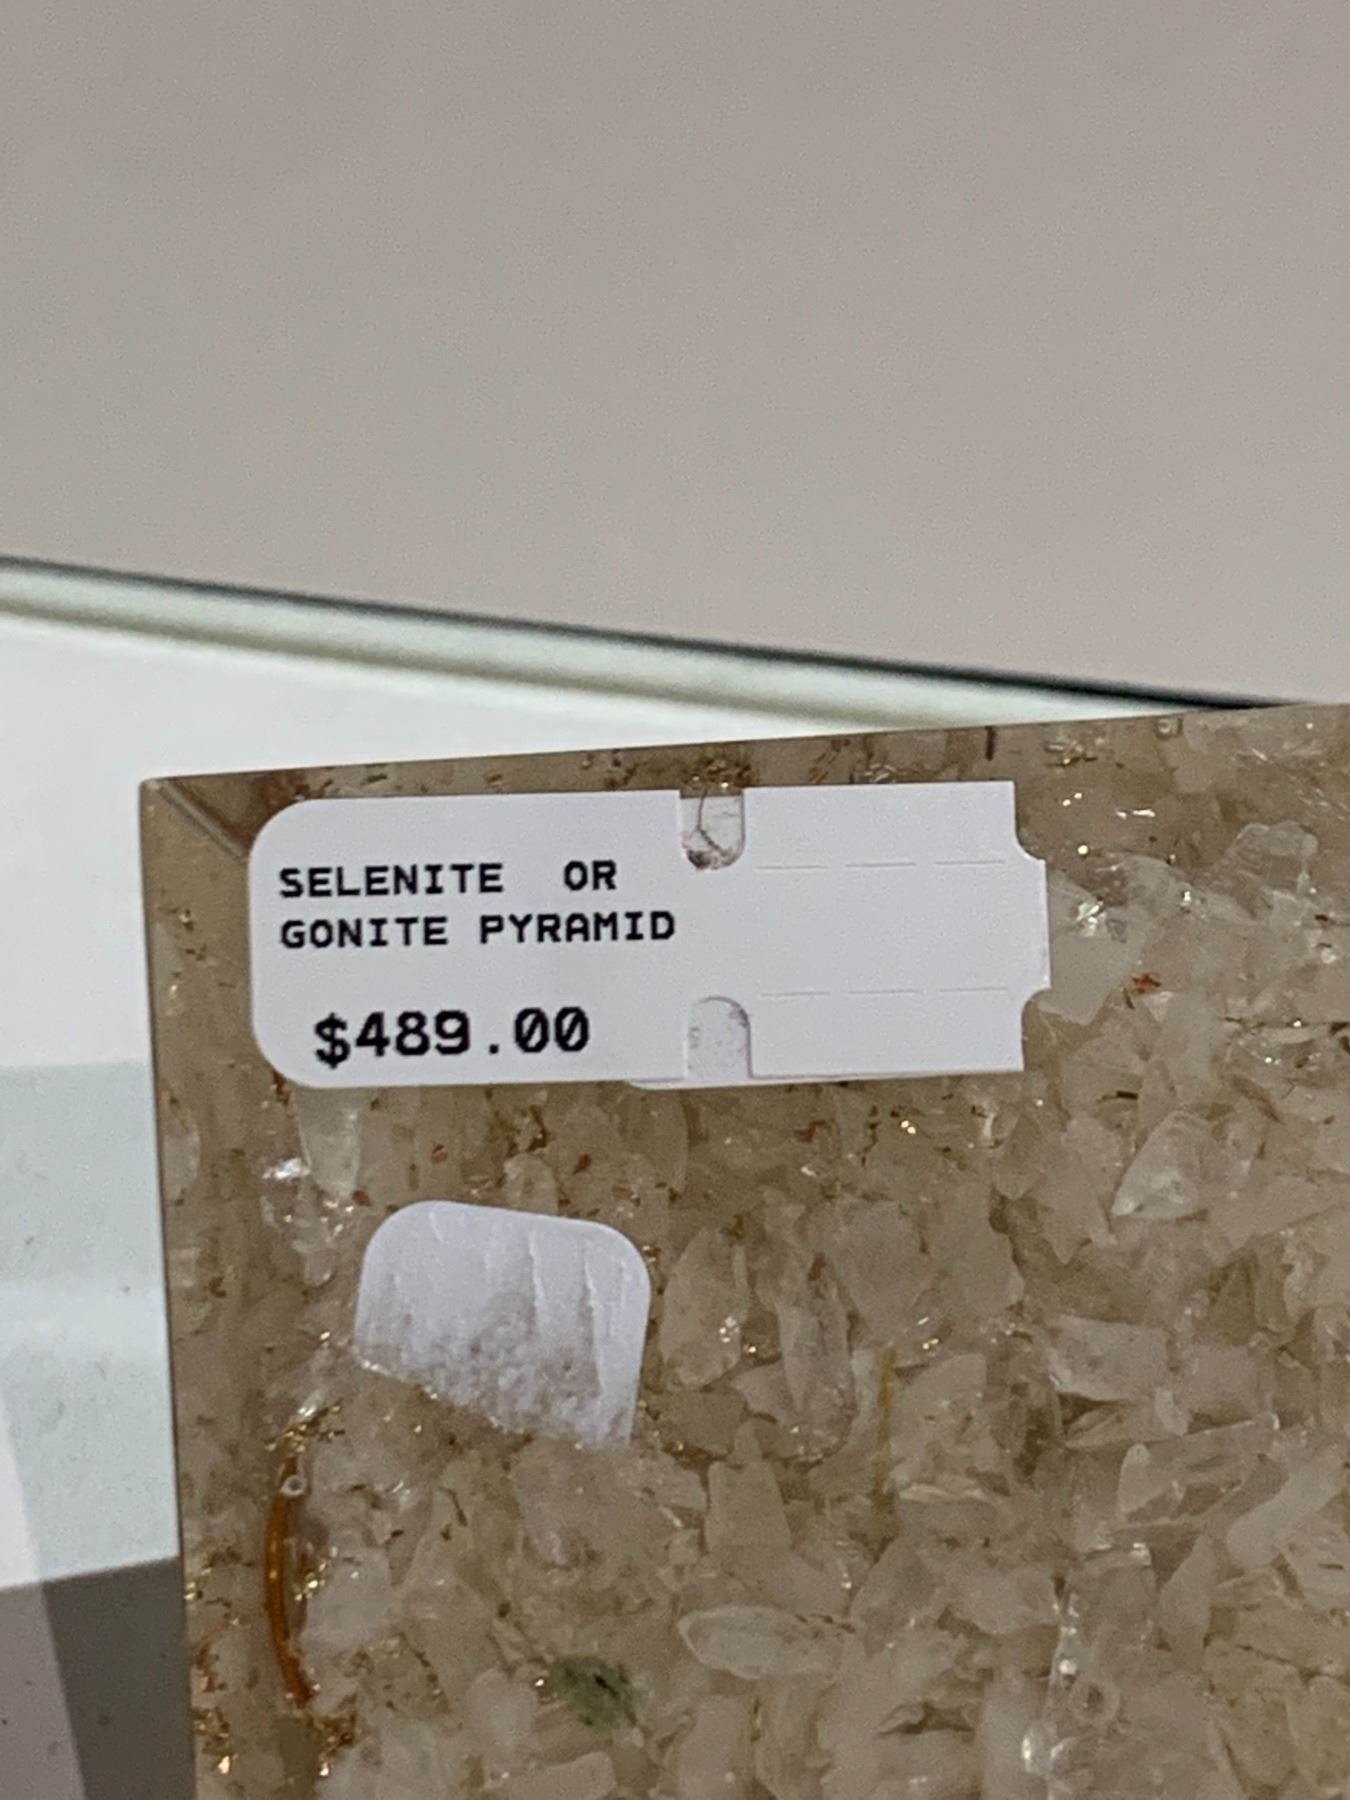 SELENITE OR
GONITE PYRAMID
$489.00